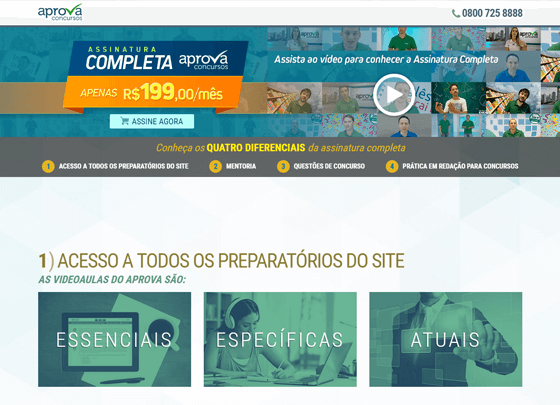 aprova
concursos
0800 725 8888
ASSINATURA
COMPLETA aprova
concursos
APENAS R$199,00/mês
ASSINE AGORA
Assista ao vídeo para conhecer a Assinatura Completa
Conheça os QUATRO DIFERENCIAIS da assinatura completa
1 ACESSO A TODOS OS PREPARATÓRIOS DO SITE 2 MENTORIA 3 QUESTÕES DE CONCURSO 4 PRÁTICA EM REDAÇÃO PARA CONCURSOS
1) ACESSO A TODOS OS PREPARATÓRIOS DO SITE
AS VIDEOAULAS DO APROVA SÃO:
ESSENCIAIS ESPECÍFICAS ATUAIS